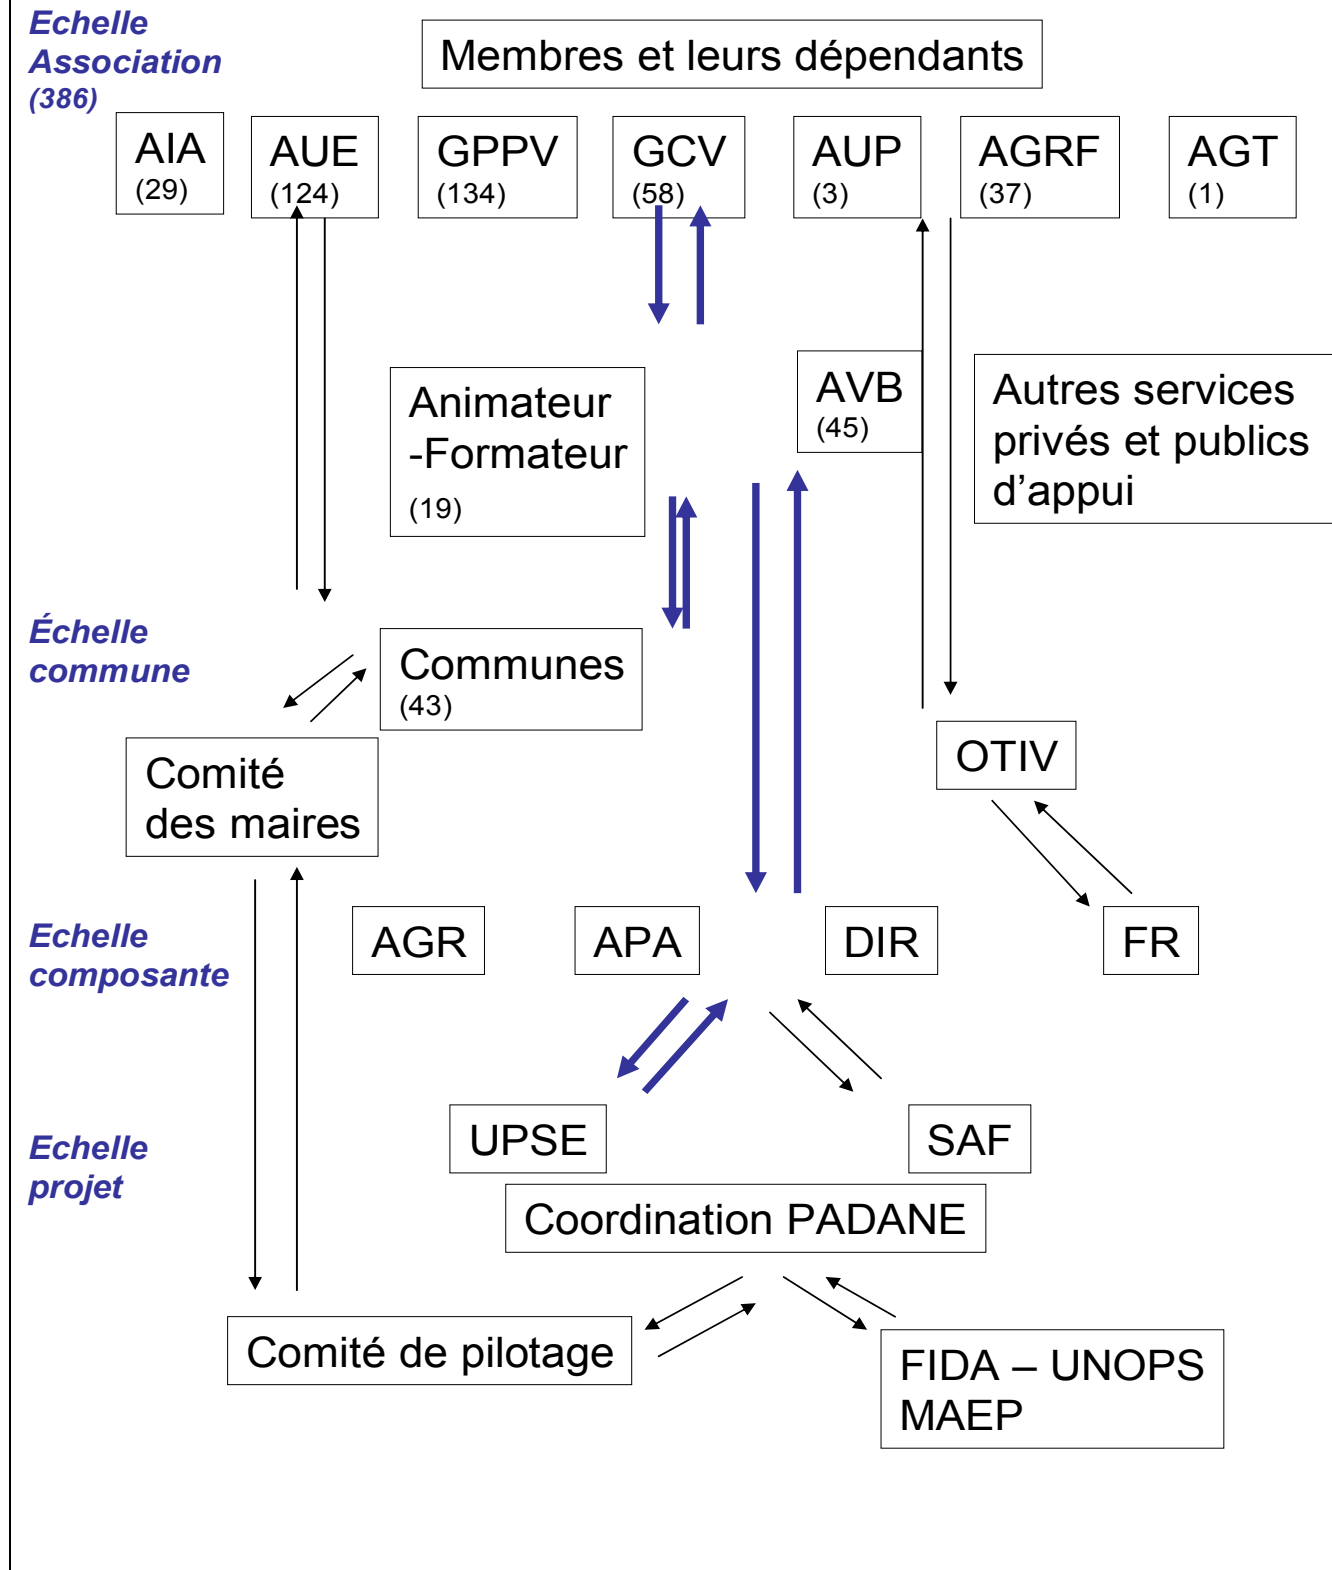 Echelle
Association
(386)
Membres et leurs dépendants
AIA
(29)
AUE
(124)
GPPV
(134)
GCV
(58)
AUP
(3)
AGRF
(37)
AGT
(1)
Animateur
-Formateur
(19)
AVB
(45)
Autres services
privés et publics
d’appui
Échelle
commune
Communes
(43)
Comité
des maires
OTIV
Echelle
composante
AGR
APA
DIR
FR
Echelle
projet
UPSE
SAF
Coordination PADANE
Comité de pilotage
FIDA – UNOPS
MAEP